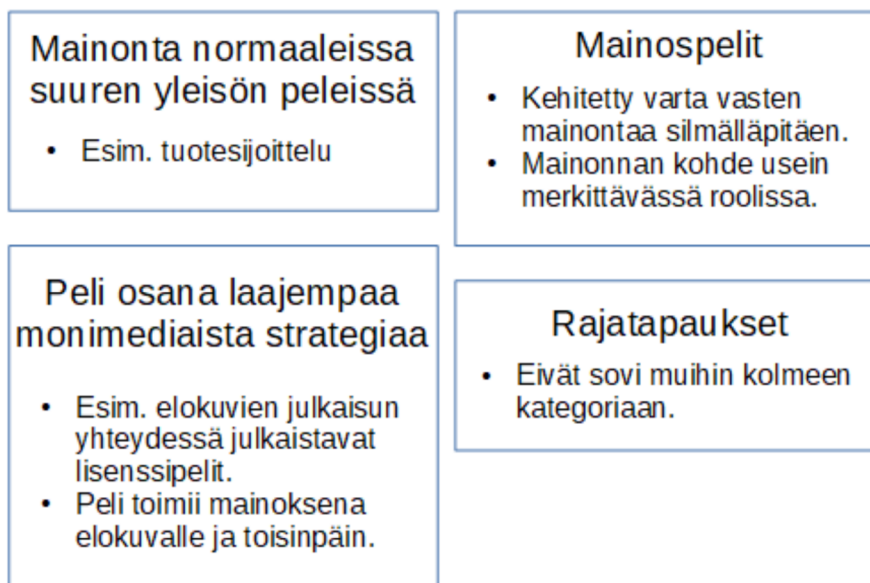 Mainonta normaaleissa
suuren yleisön peleissä
• Esim. tuotesijoittelu
Mainospelit
• Kehitetty varta vasten
mainontaa silmälläpitäen.
• Mainonnan kohde usein
merkittävässä roolissa.
Peli osana laajempaa
monimediaista strategiaa
• Esim. elokuvien julkaisun
yhteydessä julkaistavat
lisenssipelit.
• Peli toimii mainoksena
elokuvalle ja toisinpäin.
Rajatapaukset
• Eivät sovi muihin kolmeen
kategoriaan.